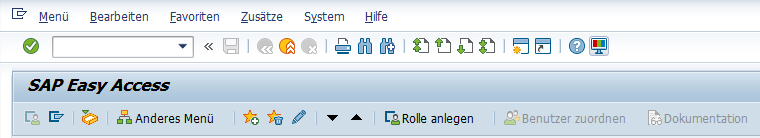 Menü Bearbeiten Favoriten Zusätze System Hilfe
SAP Easy Access
Anderes Menü Rolle anlegen Benutzer zuordnen Dokumentation